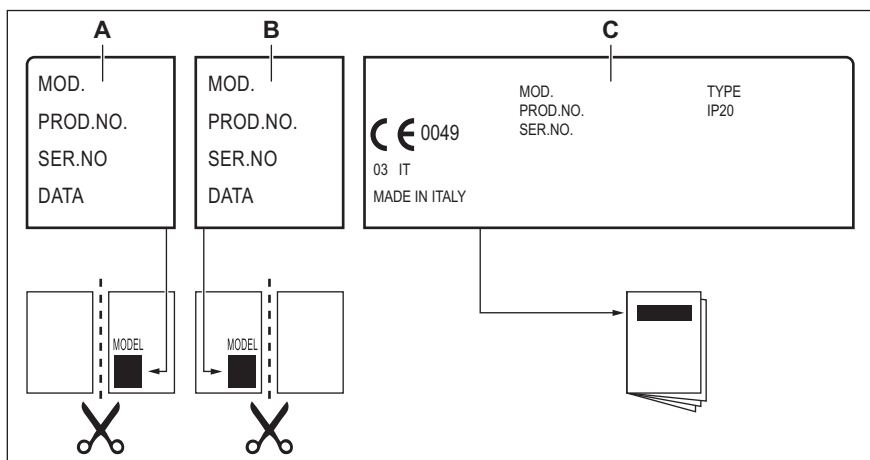 A
B
C
MOD.
PROD.NO.
SER.NO
DATA
MOD.
PROD.NO.
SER.NO
DATA
MOD.
PROD.NO.
SER.NO.
TYPE
IP20
CE 0049
03 IT
MADE IN ITALY
MODEL
MODEL